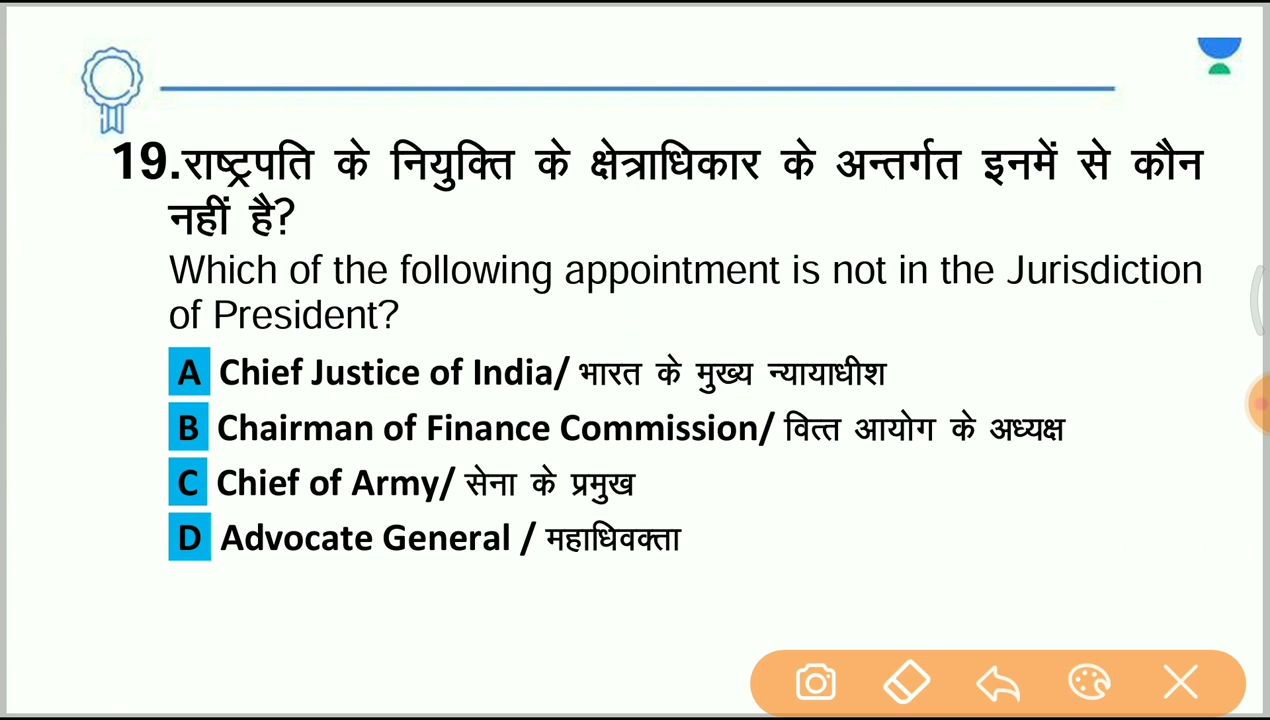 19.राष्ट्रपति के नियुक्ति के क्षेत्राधिकार के अन्तर्गत इनमें से कौन
नहीं है?
Which of the following appointment is not in the Jurisdiction
of President?
A Chief Justice of India/ भारत के मुख्य न्यायाधीश
B Chairman of Finance Commission/ वित्त आयोग के अध्यक्ष
C Chief of Army/ सेना के प्रमुख
D Advocate General / महाधिवक्ता